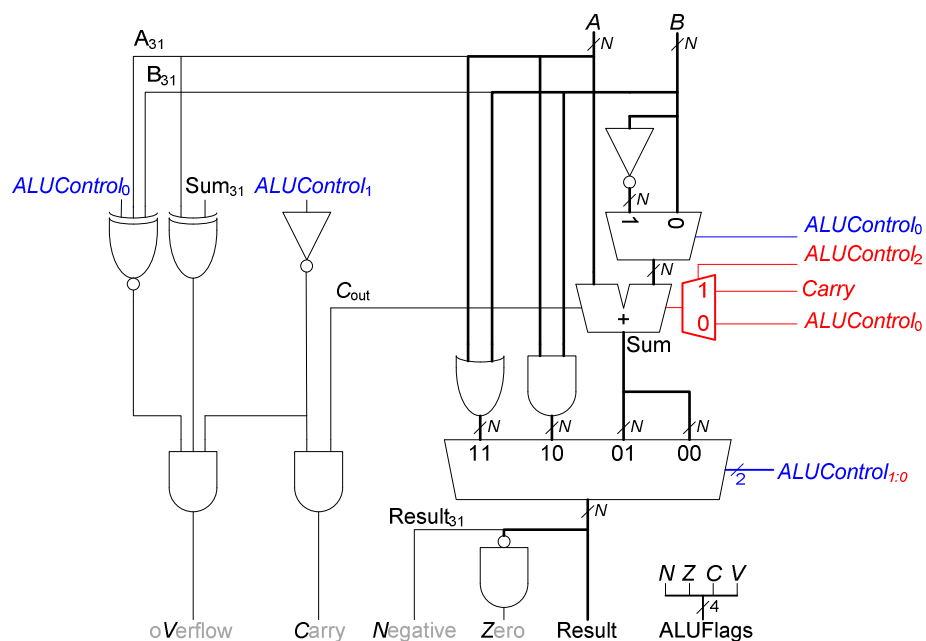 A B
N N
A31
B31
ALUControl0 Sum31 ALUControl1
N
1 0
ALUControl0
N
ALUControl2
Cout
1 Carry
+ 0 ALUControl0
Sum
N N N N
11 10 01 00
2 ALUControl1:0
N
Result31
N Z C V
4
oVerflow Carry Negative Zero Result ALUFlags